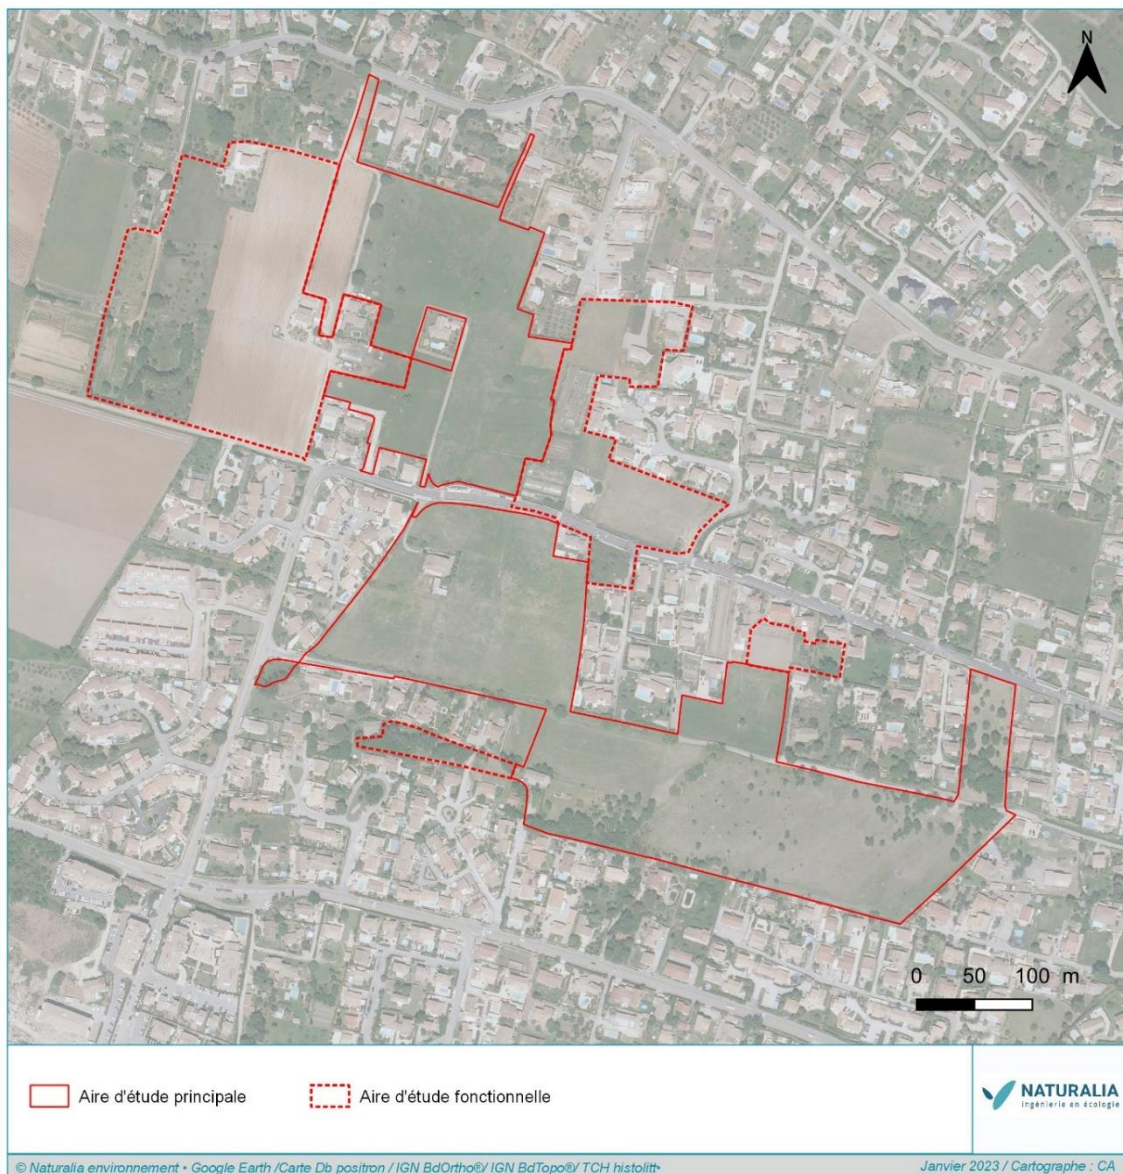 N
0 50 100 m
Aire d'étude principale
Aire d'étude fonctionnelle
NATURALIA
Ingénierie en écologie
© Naturalia environnement • Google Earth /Carte Db positron / IGN BdOrtho®/ IGN BdTopo®/ TCH histolitt•
Janvier 2023 / Cartographe : CA